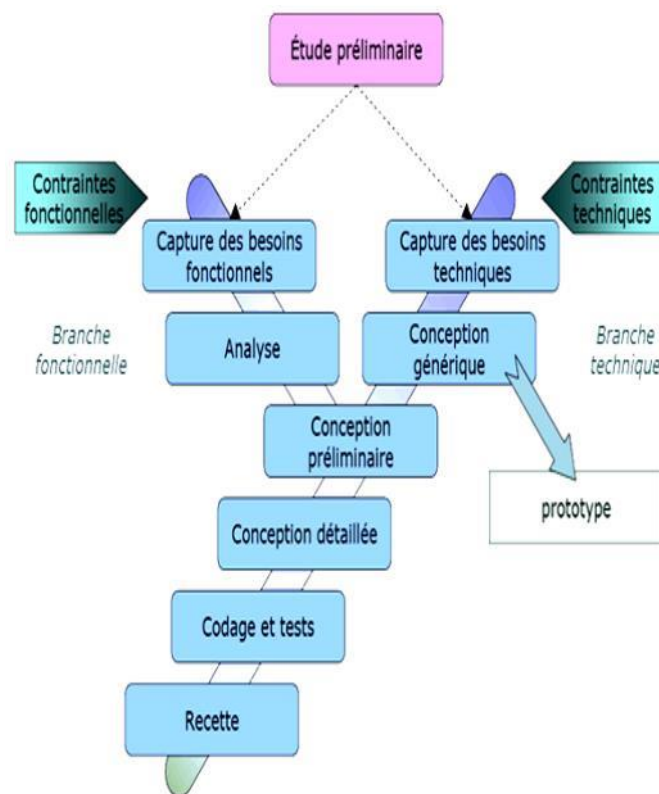 Étude préliminaire
Contraintes
fonctionnelles
Contraintes
techniques
Capture des besoins
fonctionnels
Capture des besoins
techniques
Branche
fonctionnelle
Analyse
Conception
générique
Branche
technique
Conception
préliminaire
prototype
Conception détaillée
Codage et tests
Recette